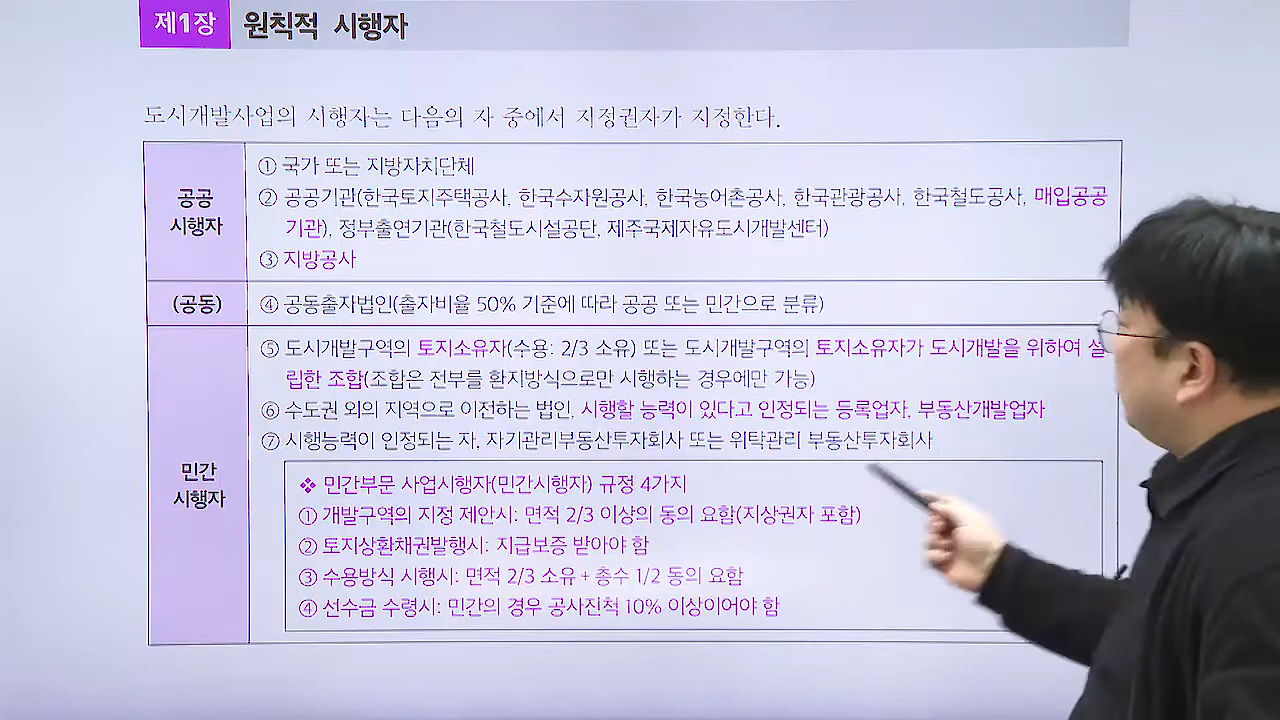 제1장 원칙적 시행자
도시개발사업의 시행자는 다음의 자 중에서 지정권자가 지정한다.
공공
시행자
① 국가 또는 지방자치단체
② 공공기관(한국토지주택공사, 한국수자원공사, 한국농어촌공사, 한국관광공사, 한국철도공사, 매입공공
기관), 정부출연기관(한국철도시설공단, 제주국제자유도시개발센터)
③ 지방공사
(공동)
④ 공동출자법인(출자비율 50% 기준에 따라 공공 또는 민간으로 분류)
민간
시행자
⑤ 도시개발구역의 토지소유자(수용: 2/3 소유) 또는 도시개발구역의 토지소유자가 도시개발을 위하여 설
립한 조합(조합은 전부를 환지방식으로만 시행하는 경우에만 가능)
⑥ 수도권 외의 지역으로 이전하는 법인, 시행할 능력이 있다고 인정되는 등록업자, 부동산개발업자
⑦ 시행능력이 인정되는 자, 자기관리부동산투자회사 또는 위탁관리 부동산투자회사
❖ 민간부문 사업시행자(민간시행자) 규정 4가지
① 개발구역의 지정 제안시: 면적 2/3 이상의 동의 요함(지상권자 포함)
② 토지상환채권발행시: 지급보증 받아야 함
③ 수용방식 시행시: 면적 2/3 소유 + 총수 1/2 동의 요함
④ 선수금 수령시: 민간의 경우 공사진척 10% 이상이어야 함